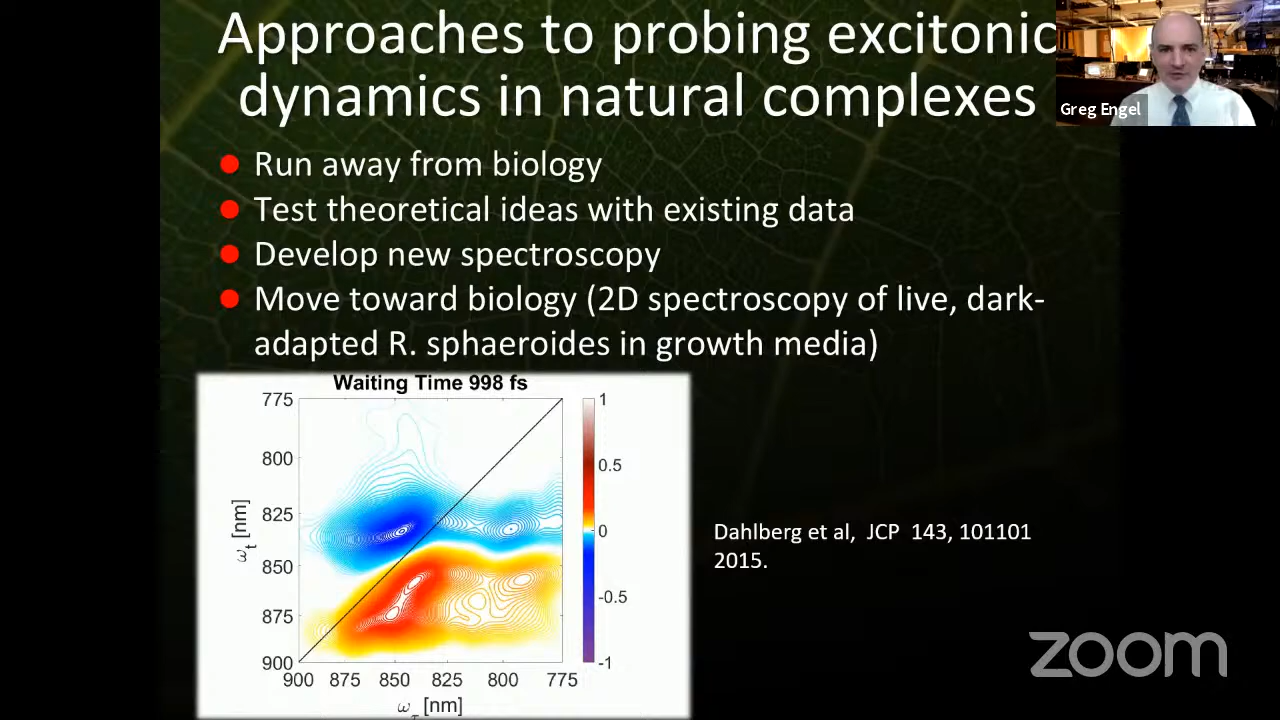 Approaches to probing excitonic
dynamics in natural complexes
Greg Engel
Run away from biology
Test theoretical ideas with existing data
Develop new spectroscopy
Move toward biology (2D spectroscopy of live, dark-
adapted R. sphaeroides in growth media)
Waiting Time 998 fs
775
800
825
850
875
900
ωt [nm]
900 875 850 825 800 775
ωτ [nm]
1
0.5
0
-0.5
-1
Dahlberg et al, JCP 143, 101101
2015.
zoom